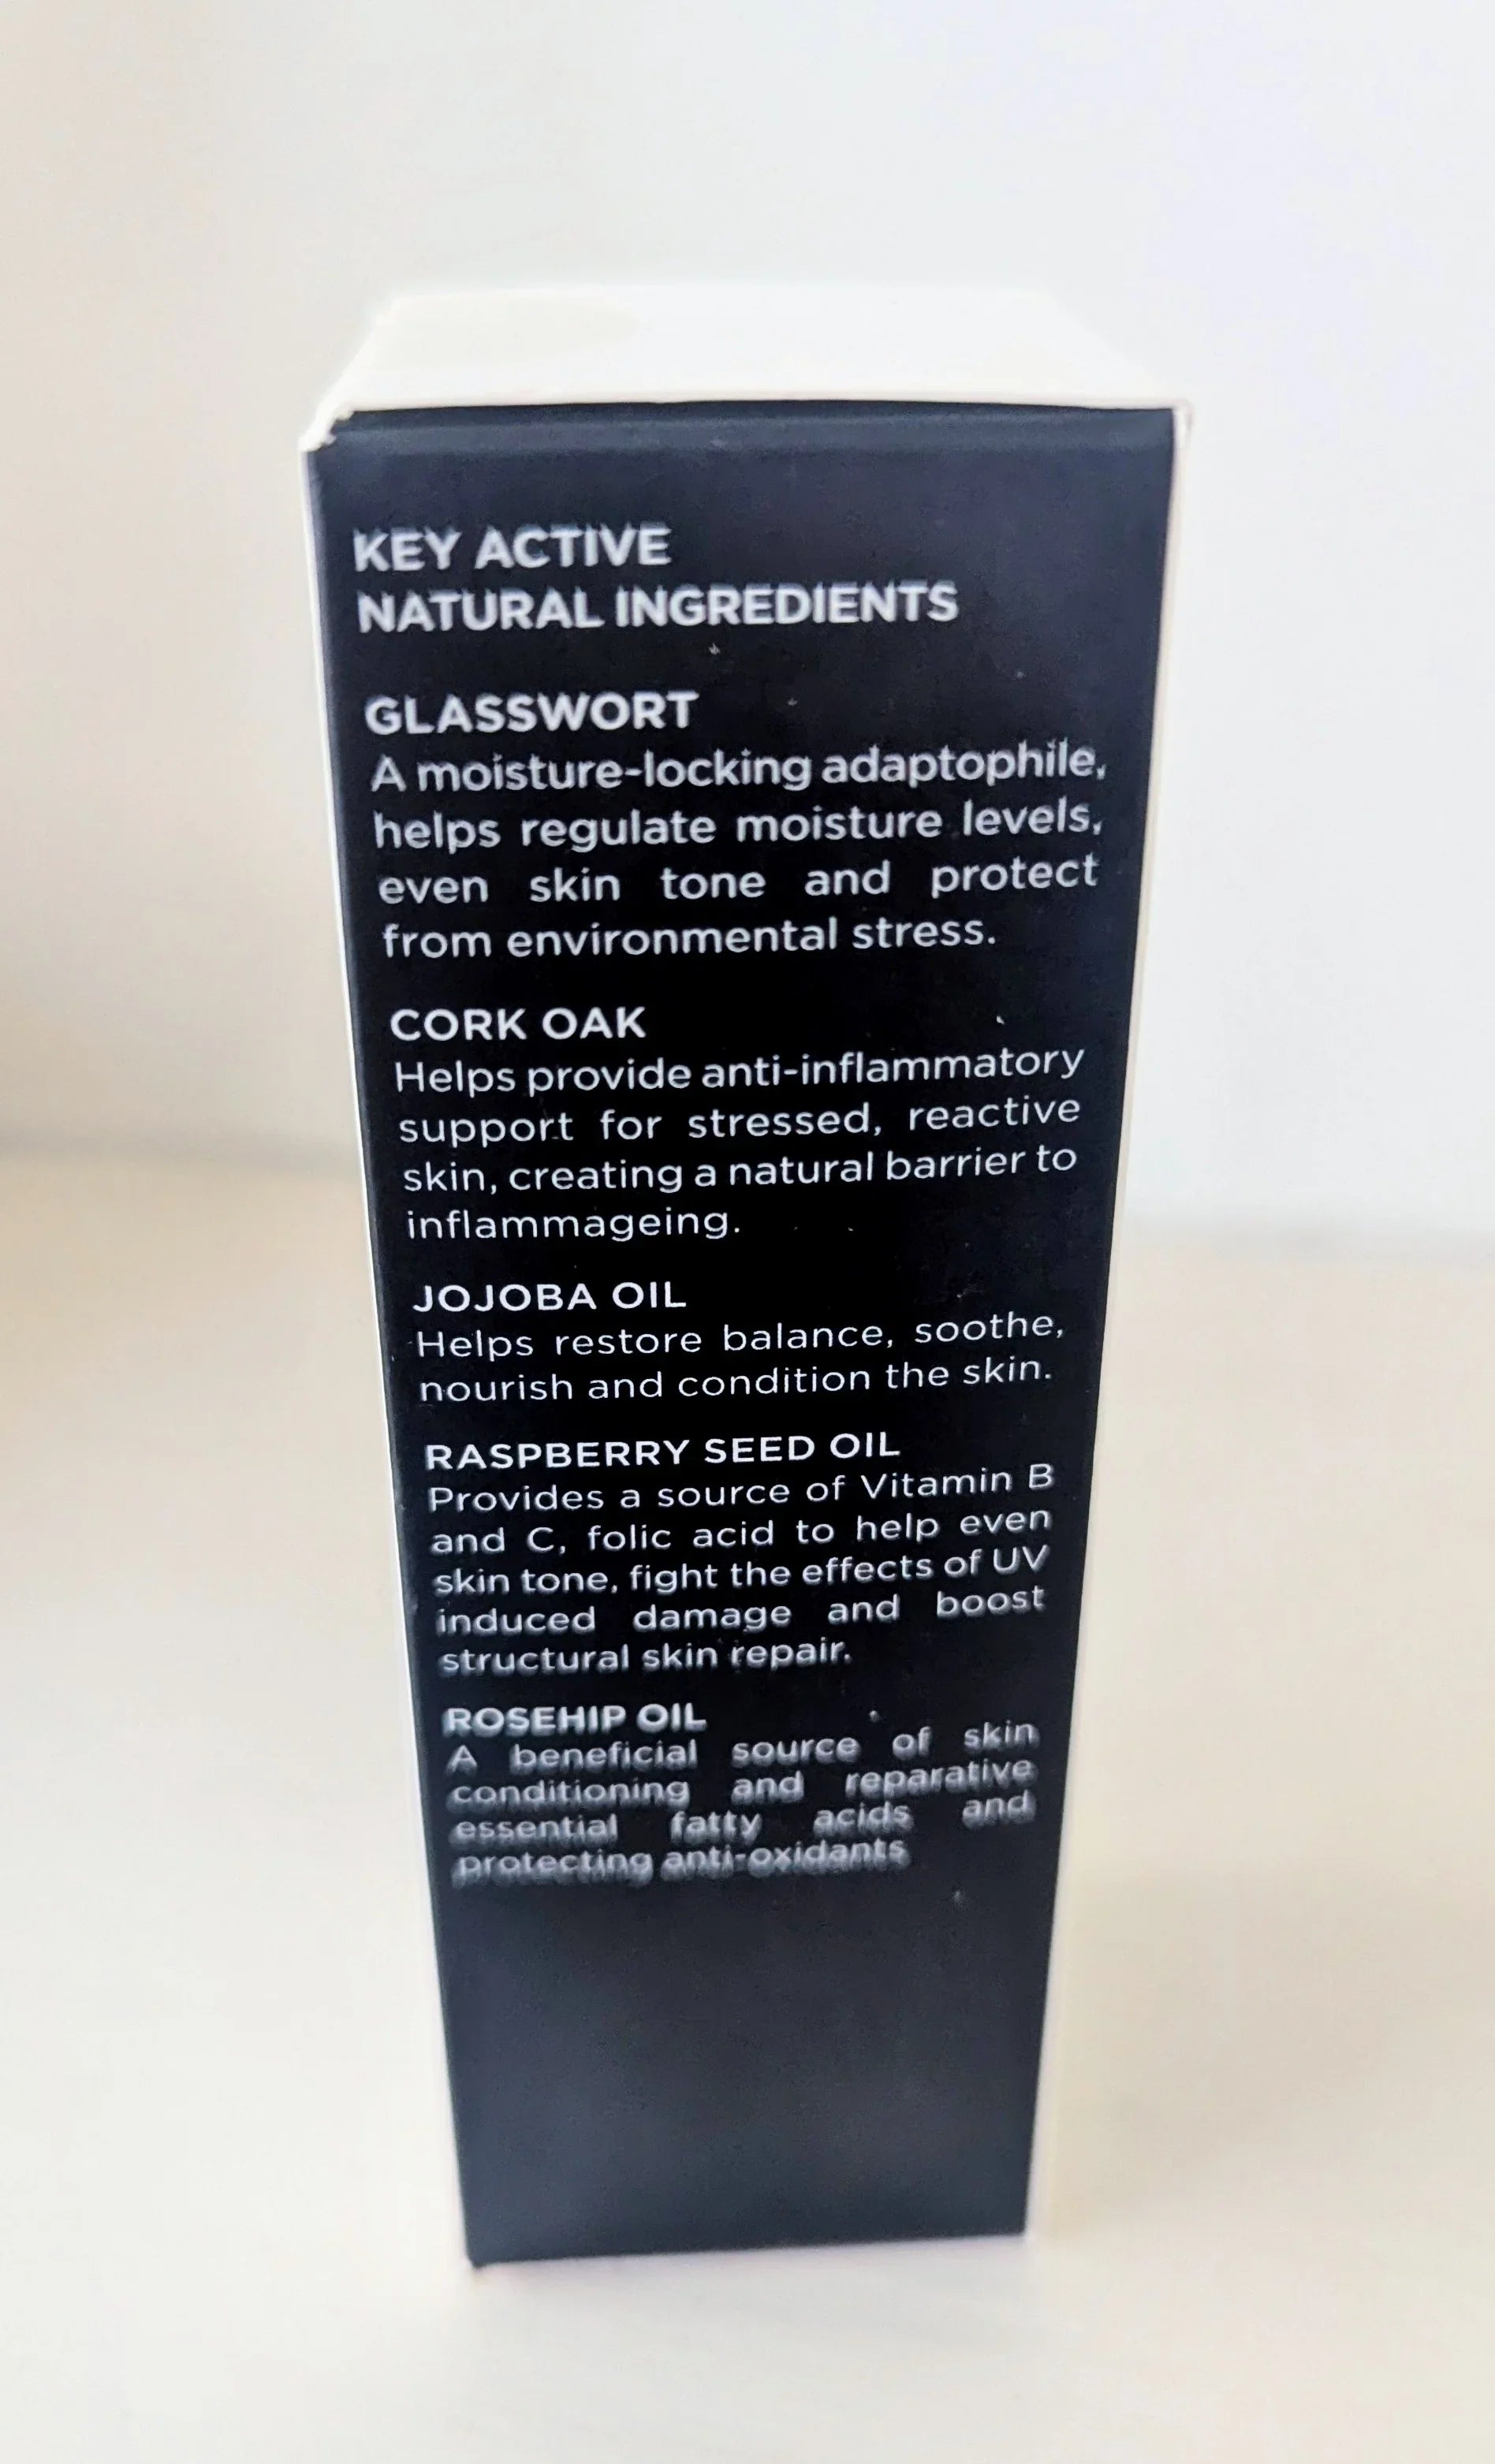 KEY ACTIVE
NATURAL INGREDIENTS
GLASSWORT
A moisture-locking adaptophile,
helps regulate moisture levels,
even skin tone and protect
from environmental stress.
CORK OAK
Helps provide anti-inflammatory
support for stressed, reactive
skin, creating a natural barrier to
inflammageing.
JOJOBA OIL
Helps restore balance, soothe,
nourish and condition the skin.
RASPBERRY SEED OIL
Provides a source of Vitamin B
and C, folic acid to help even
skin tone, fight the effects of UV
induced damage and boost
structural skin repair.
ROSEHIP OIL
A beneficial source of skin
conditioning and reparative
essential fatty acids and
protecting anti-oxidants